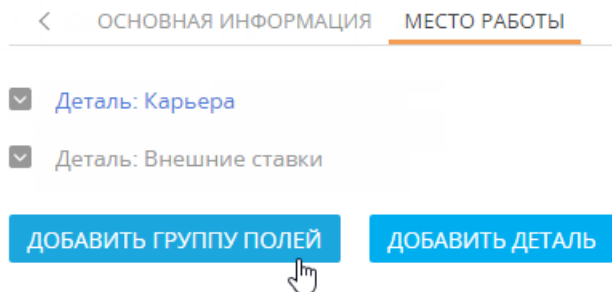 ОСНОВНАЯ ИНФОРМАЦИЯ МЕСТО РАБОТЫ
Деталь: Карьера
Деталь: Внешние ставки
ДОБАВИТЬ ГРУППУ ПОЛЕЙ ДОБАВИТЬ ДЕТАЛЬ